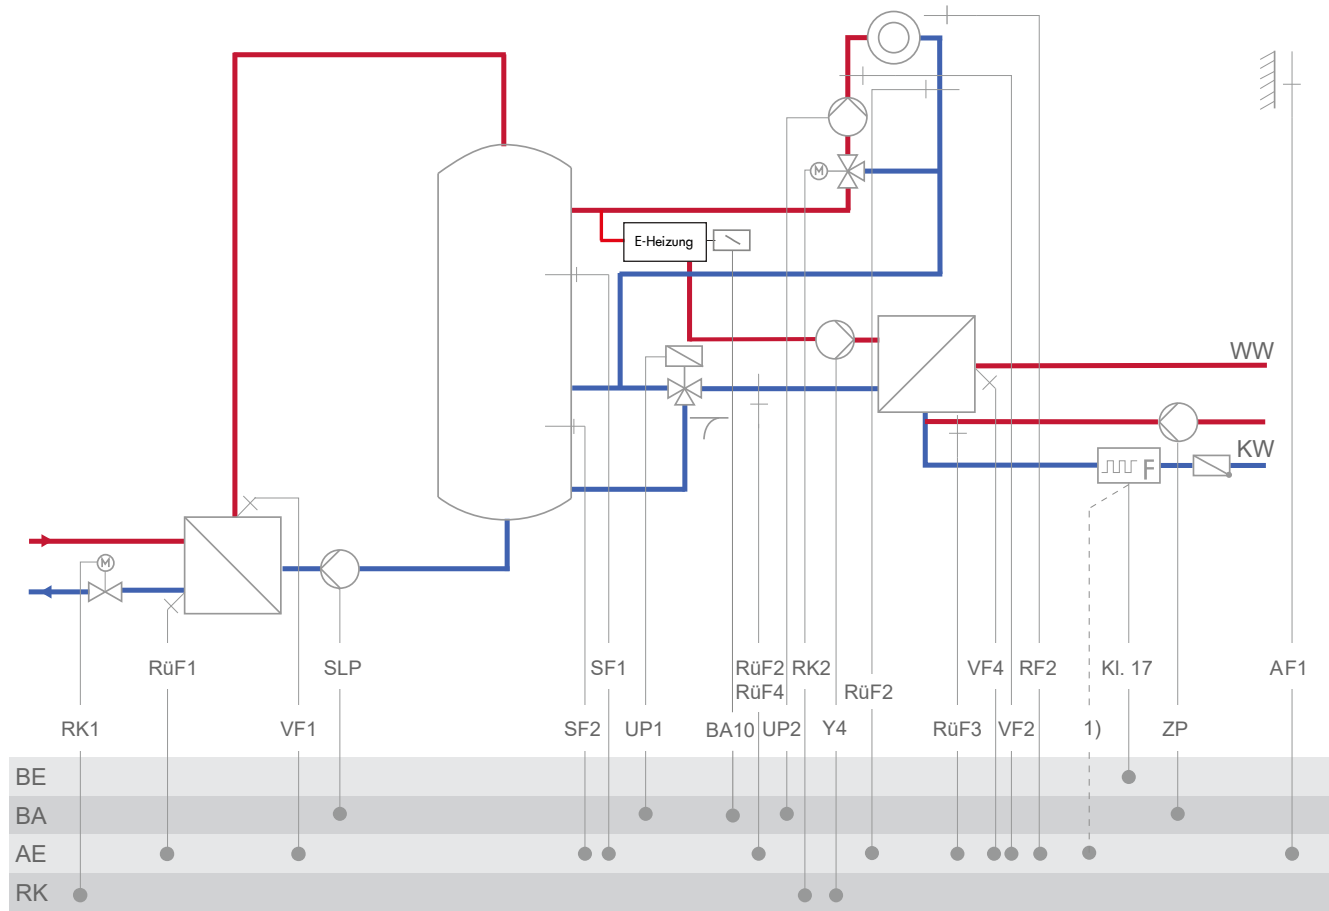 M
E-Heizung
WW
F
KW
M
RüF1
SLP
SF1
RüF2
RK2
VF4
RF2
Kl. 17
AF1
RüF4
RüF2
RK1
VF1
SF2
UP1
BA10
UP2
Y4
RüF3
VF2
1)
ZP
BE
BA
AE
RK